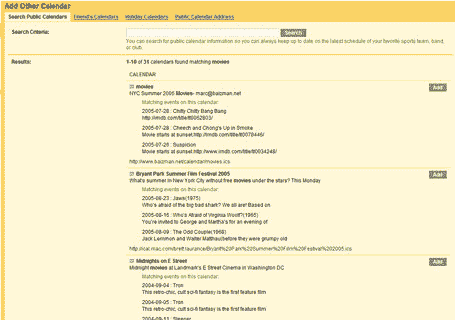 Add Other Calendar
Search Public Calendars Friends' Calendars Holiday Calendars Public Calendar Address
Search Criteria: Search
You can search for public calendar information so you can always keep up to date on the latest schedule of your favorite sports team, band,
or club.
Results: 1-10 of 31 calendars found matching movies
CALENDAR
movies Add
NYC Summer 2005 Movies- marc@baizman.net
Matching events on this calendar:
2005-07-28 : Chitty Chitty Bang Bang
http://imdb.com/title/tt0062803/
2005-07-28 : Cheech and Chong's Up in Smoke
Movie starts at sunset.http://imdb.com/title/tt0078446/
2005-07-26 : Suspicion
Movie starts at sunset.http://www.imdb.com/title/tt0034248/
http://www.baizman.net/calendar/movies.ics
Bryant Park Summer Film Festival 2005 Add
What's summer in New York City without free movies under the stars? This Monday
Matching events on this calendar:
2005-08-23 : Jaws(1975)
Who's afraid of the big bad shark? We all are! Based on
2005-08-16 : Who's Afraid of Virginia Woolf?(1966)
You're invited to George and Martha's for an evening of
2005-08-09 : The Odd Couple(1968)
Jack Lemmon and Walter Matthau before they were grumpy old
http://ical.mac.com/brett.laurance/Bryant%20Park%20Summer%20Film%20Festival%202005.ics
Midnights on E Street Add
Midnight movies at Landmark's E Street Cinema in Washington DC
Matching events on this calendar:
2004-09-04 : Tron
This retro-chic, cult sci-fi fantasy is the first feature film
2004-09-05 : Tron
This retro-chic, cult sci-fi fantasy is the first feature film
2004-09-11 : Sleeper